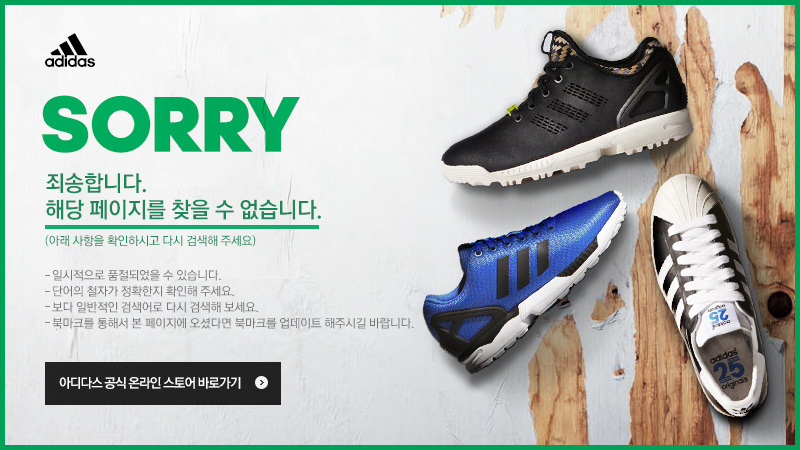 adidas
SORRY
죄송합니다.
해당 페이지를 찾을 수 없습니다.
(아래 사항을 확인하시고 다시 검색해 주세요)
- 일시적으로 품절되었을 수 있습니다.
- 단어의 철자가 정확한지 확인해 주세요.
- 보다 일반적인 검색어로 다시 검색해 보세요.
- 북마크를 통해서 본 페이지에 오셨다면 북마크를 업데이트 해주시길 바랍니다.
아디다스 공식 온라인 스토어 바로가기
25
adidas
25
originals